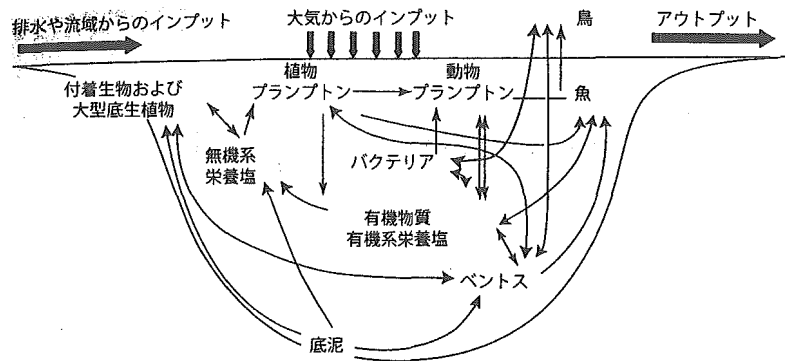 排水や流域からのインプット
大気からのインプット
鳥
アウトプット
付着生物および
大型底生植物
植物
プランプトン
動物
プランプトン
魚
無機系
栄養塩
バクテリア
有機物質
有機系栄養塩
ベントス
底泥